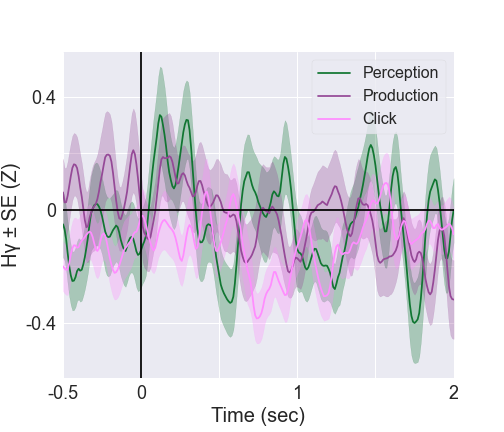 Perception
Production
Click
0.4
0
-0.4
Hγ ± SE (Z)
-0.5
0
1
2
Time (sec)